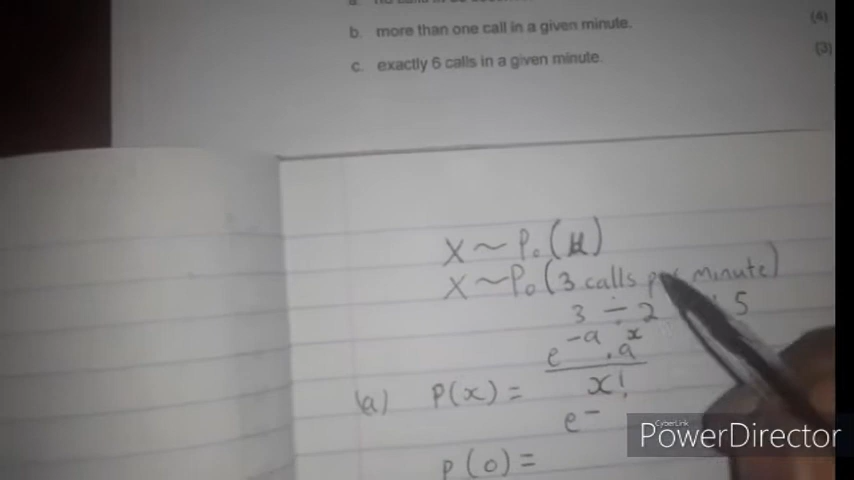 b. more than one call in a given minute.
(4)
c. exactly 6 calls in a given minute.
(3)
X ~ Po(μ)
X ~ Po(3 calls per minute)
3 ÷ 2 5
e^-a . a^x
(a) P(x) =
x!
e^-
P(0) =
CyberLink
PowerDirector